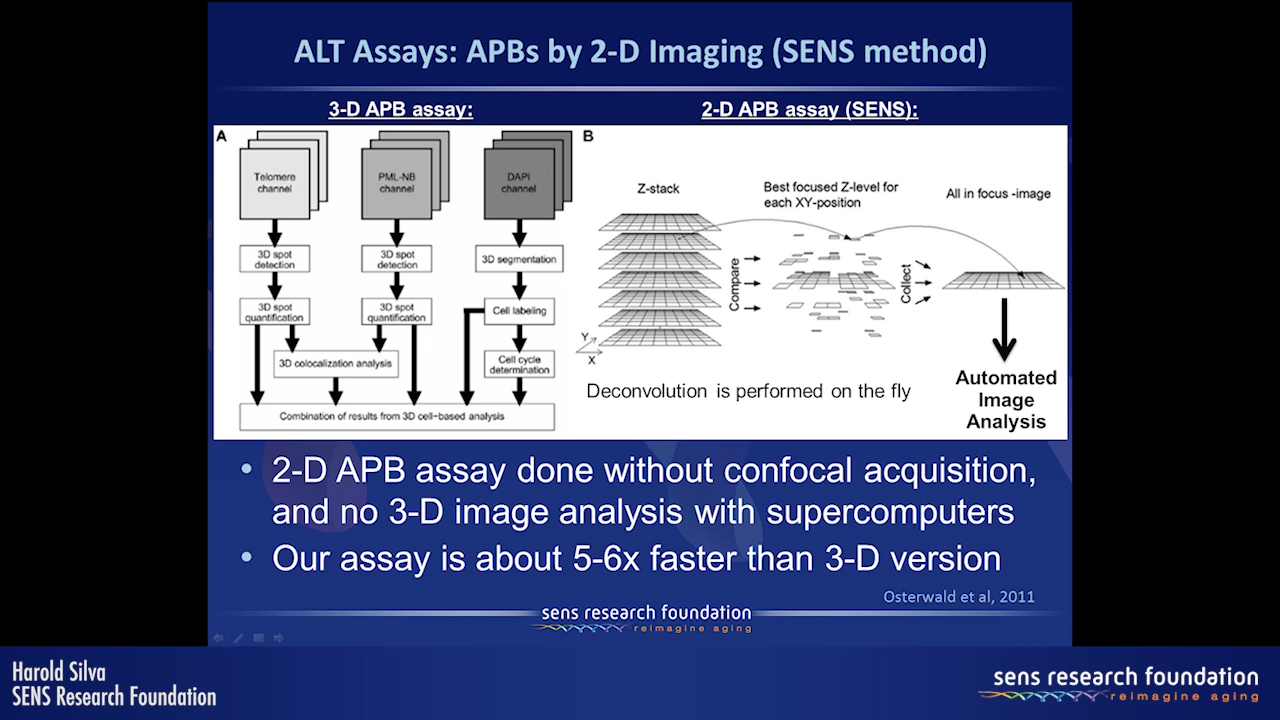 ALT Assays: APBs by 2-D Imaging (SENS method)
3-D APB assay:
2-D APB assay (SENS):
A
Telomere
channel
PML-NB
channel
DAPI
channel
3D spot
detection
3D spot
detection
3D segmentation
3D spot
quantification
3D spot
quantification
Cell labeling
3D colocalization analysis
Cell cycle
determination
Combination of results from 3D cell-based analysis
B
Z-stack
Best focused Z-level for
each XY-position
All in focus -image
Compare
Collect
Y
X
Deconvolution is performed on the fly
Automated
Image
Analysis
• 2-D APB assay done without confocal acquisition,
and no 3-D image analysis with supercomputers
• Our assay is about 5-6x faster than 3-D version
Osterwald et al, 2011
sens research foundation
reimagine aging
Harold Silva
SENS Research Foundation
sens research foundation
reimagine aging